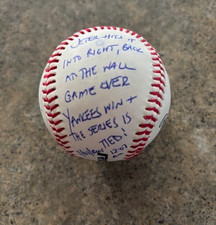 JETER HITS IT
INTO RIGHT, BACK
AT THE WALL
GAME OVER
YANKEES WIN +
THE SERIES IS
TIED!